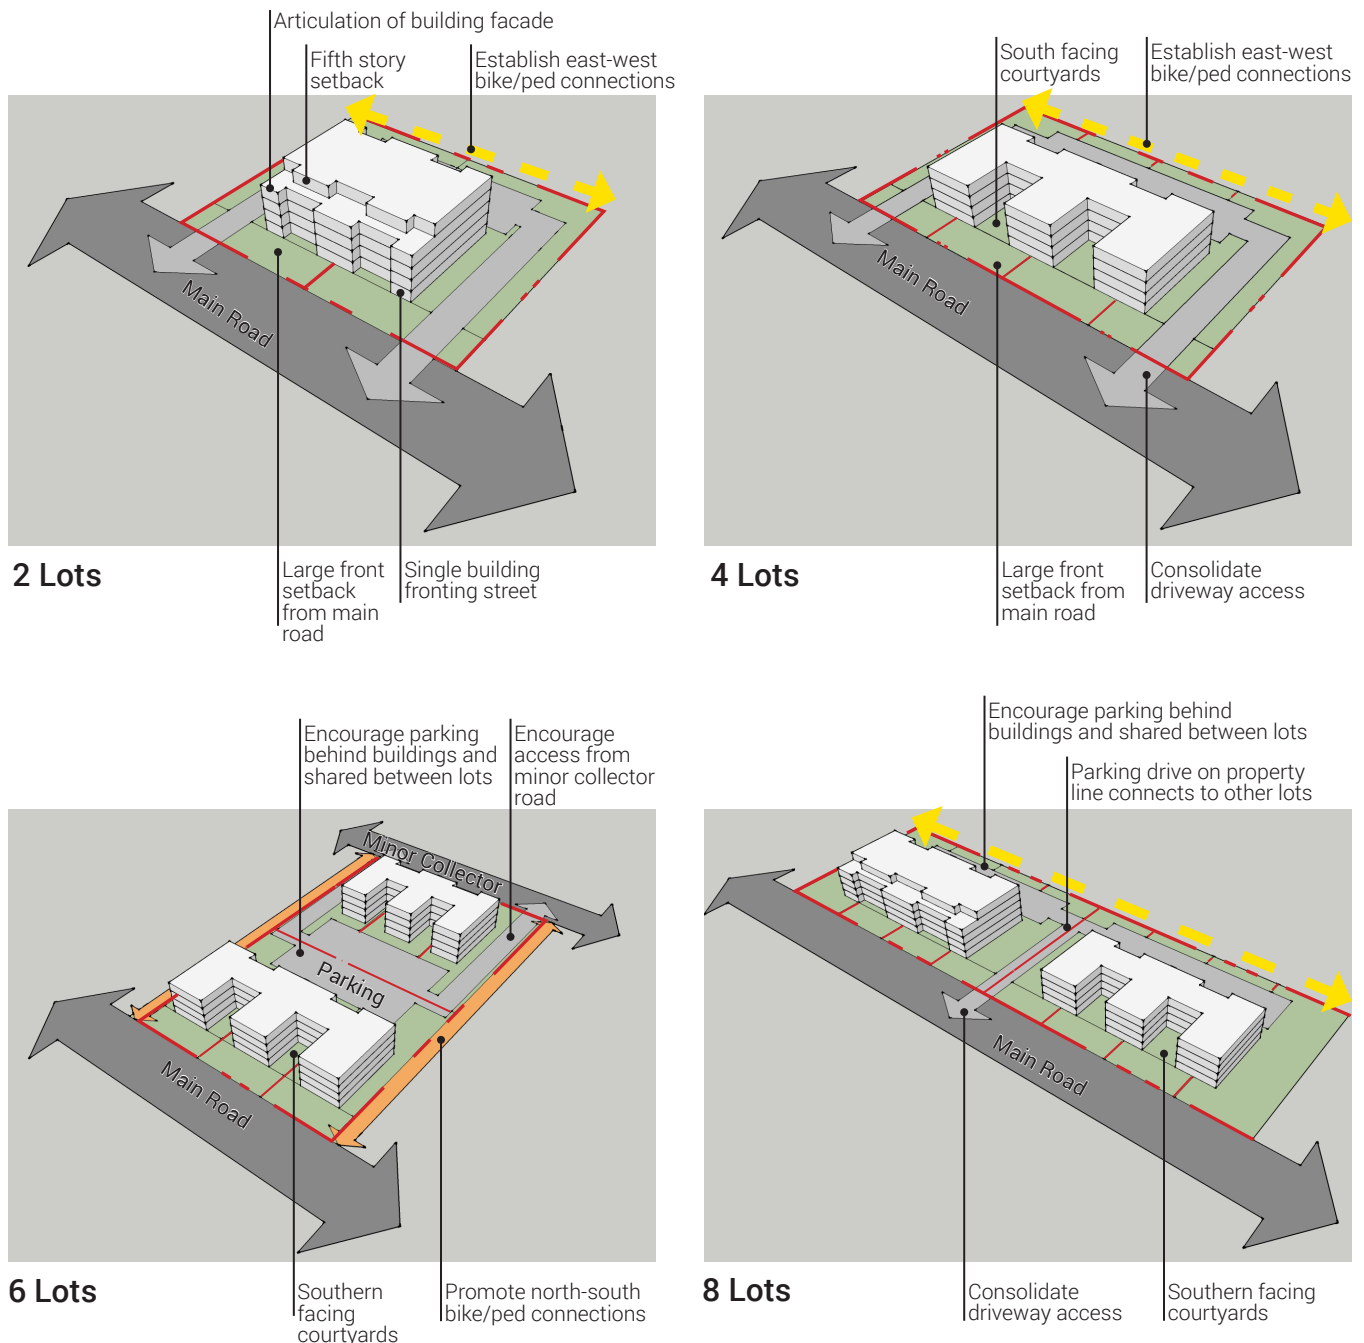 Articulation of building facade
Fifth story
setback
Establish east-west
bike/ped connections
Main Road
Large front
setback
from main
road
Single building
fronting street
2 Lots
South facing
courtyards
Establish east-west
bike/ped connections
Main Road
Large front
setback from
main road
Consolidate
driveway access
4 Lots
Encourage parking
behind buildings and
shared between lots
Encourage
access from
minor collector
road
Minor Collector
Parking
Main Road
Southern
facing
courtyards
Promote north-south
bike/ped connections
6 Lots
Encourage parking behind
buildings and shared between lots
Parking drive on property
line connects to other lots
Main Road
Consolidate
driveway access
Southern facing
courtyards
8 Lots